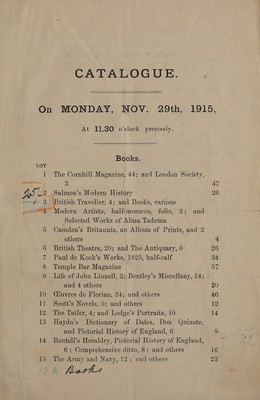 CATALOGUE.
On MONDAY, NOV. 29th, 1915,
At 11.30 o'clock precisely.
Books.
LOT
1 The Cornhill Magazine, 44; and London Society,
3 47
2 Salmon's Modern History 26
3 British Traveller, 4; and Books, various
4 Modern Artists, half-morocco, folio, 2; and
Selected Works of Alma Tadema
5 Camden's Britannia, an Album of Prints, and 2
others 4
6 British Theatre, 20; and The Antiquary, 6 26
7 Paul de Kock's Works, 1825, half-calf 34
8 Temple Bar Magazine 57
9 Life of John Linnell, 2; Bentley's Miscellany, 14;
and 4 others 20
10 Œuvres de Florian, 24; and others 46
11 Scott's Novels, 5; and others 12
12 The Tatler, 4; and Lodge's Portraits, 10 14
13 Haydn's Dictionary of Dates, Don Quixote,
and Pictorial History of England, 6 8
14 Boutell's Heraldry, Pictorial History of England,
6; Comprehensive ditto, 8; and others 16
15 The Army and Navy, 12; and others 23
15A Books